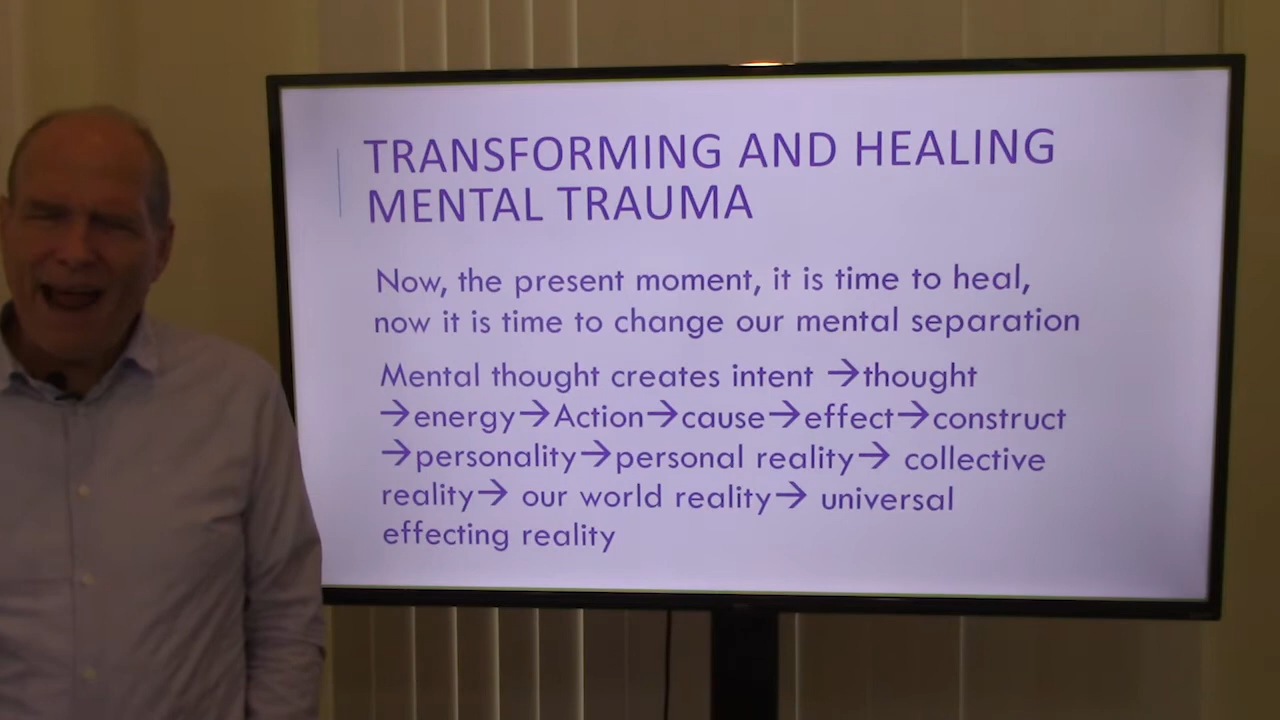 TRANSFORMING AND HEALING
MENTAL TRAUMA
Now, the present moment, it is time to heal,
now it is time to change our mental separation
Mental thought creates intent →thought
→energy→Action→cause→effect→construct
→personality→personal reality→ collective
reality→ our world reality→ universal
effecting reality